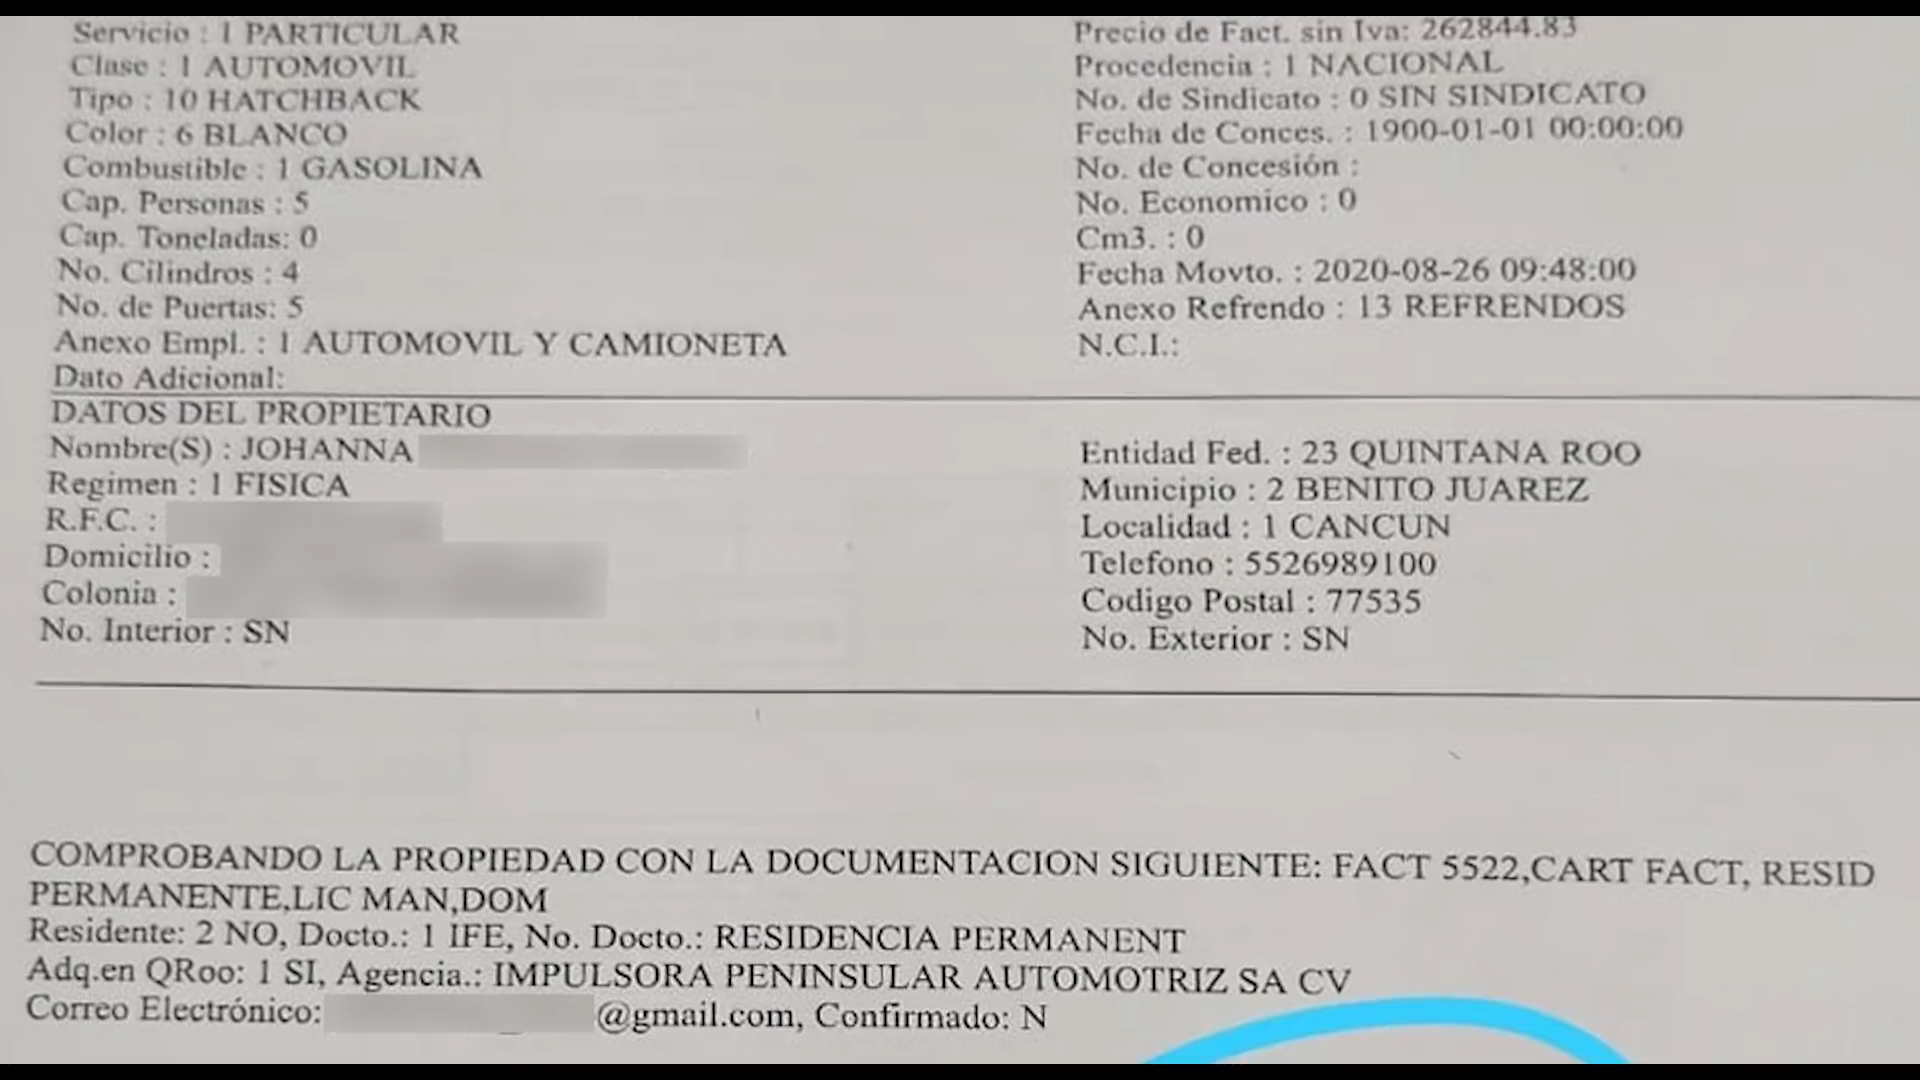 Servicio : 1 PARTICULAR
Clase : 1 AUTOMOVIL
Tipo : 10 HATCHBACK
Color : 6 BLANCO
Combustible : 1 GASOLINA
Cap. Personas : 5
Cap. Toneladas: 0
No. Cilindros : 4
No. de Puertas: 5
Anexo Empl. : 1 AUTOMOVIL Y CAMIONETA
Dato Adicional:
Precio de Fact. sin Iva: 262844.83
Procedencia : 1 NACIONAL
No. de Sindicato : 0 SIN SINDICATO
Fecha de Conces. : 1900-01-01 00:00:00
No. de Concesión :
No. Economico : 0
Cm3. : 0
Fecha Movto. : 2020-08-26 09:48:00
Anexo Refrendo : 13 REFRENDOS
N.C.I.:
DATOS DEL PROPIETARIO
Nombre(S) : JOHANNA
Regimen : 1 FISICA
R.F.C. :
Domicilio :
Colonia :
No. Interior : SN
Entidad Fed. : 23 QUINTANA ROO
Municipio : 2 BENITO JUAREZ
Localidad : 1 CANCUN
Telefono : 5526989100
Codigo Postal : 77535
No. Exterior : SN
COMPROBANDO LA PROPIEDAD CON LA DOCUMENTACION SIGUIENTE: FACT 5522,CART FACT, RESID
PERMANENTE,LIC MAN,DOM
Residente: 2 NO, Docto.: 1 IFE, No. Docto.: RESIDENCIA PERMANENT
Adq.en QRoo: 1 SI, Agencia.: IMPULSORA PENINSULAR AUTOMOTRIZ SA CV
Correo Electrónico: @gmail.com, Confirmado: N